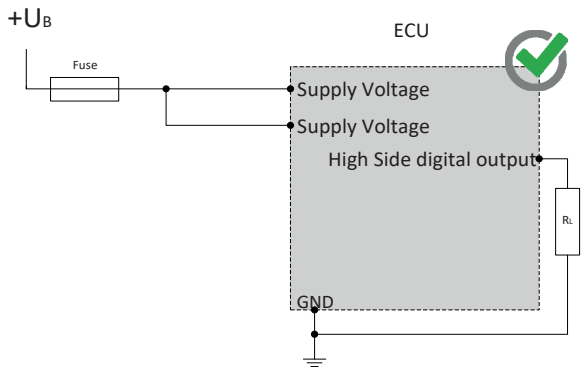 +UB
ECU
Fuse
Supply Voltage
Supply Voltage
High Side digital output
RL
GND